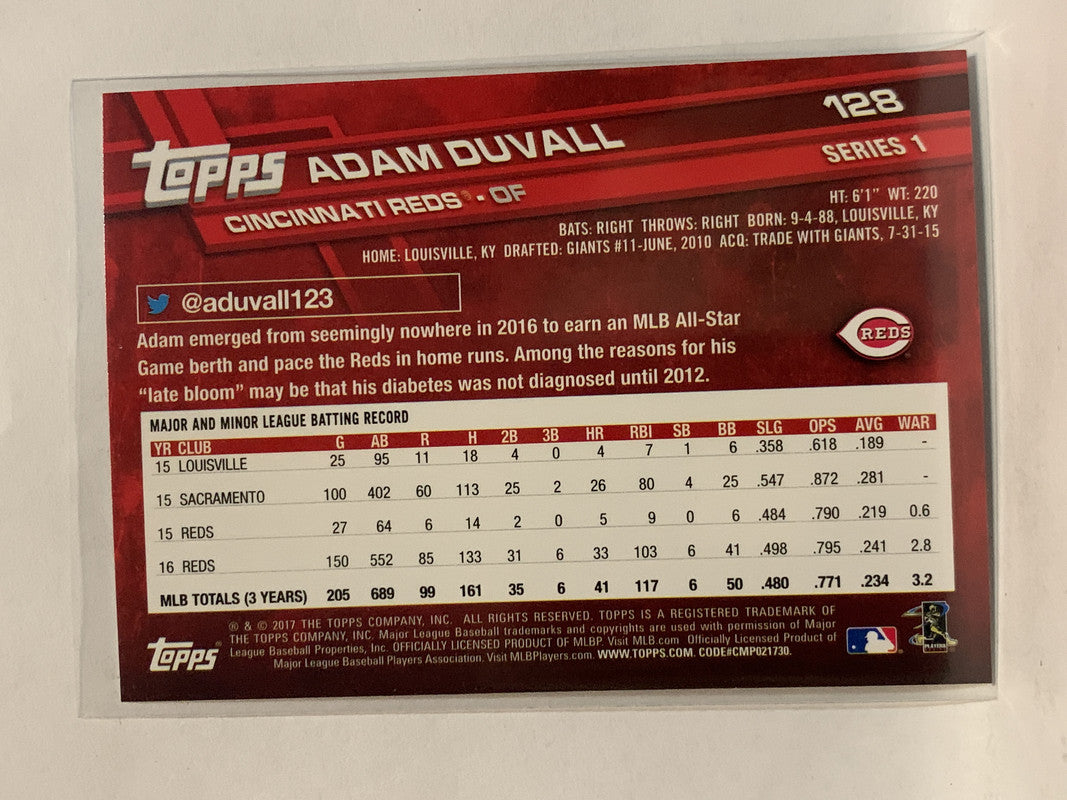 128
TOPPS ADAM DUVALL
SERIES 1
CINCINNATI REDS® - OF
HT: 6'1" WT: 220
BATS: RIGHT THROWS: RIGHT BORN: 9-4-88, LOUISVILLE, KY
HOME: LOUISVILLE, KY DRAFTED: GIANTS #11-JUNE, 2010 ACQ: TRADE WITH GIANTS, 7-31-15
@aduvall123
REDS
Adam emerged from seemingly nowhere in 2016 to earn an MLB All-Star
Game berth and pace the Reds in home runs. Among the reasons for his
"late bloom" may be that his diabetes was not diagnosed until 2012.
MAJOR AND MINOR LEAGUE BATTING RECORD
YR CLUB G AB R H 2B 3B HR RBI SB BB SLG OPS AVG WAR
15 LOUISVILLE 25 95 11 18 4 0 4 7 1 6 .358 .618 .189 -
15 SACRAMENTO 100 402 60 113 25 2 26 80 4 25 .547 .872 .281 -
15 REDS 27 64 6 14 2 0 5 9 0 6 .484 .790 .219 0.6
16 REDS 150 552 85 133 31 6 33 103 6 41 .498 .795 .241 2.8
MLB TOTALS (3 YEARS) 205 689 99 161 35 6 41 117 6 50 .480 .771 .234 3.2
® & © 2017 THE TOPPS COMPANY, INC. ALL RIGHTS RESERVED. TOPPS IS A REGISTERED TRADEMARK OF
THE TOPPS COMPANY, INC. Major League Baseball trademarks and copyrights are used with permission of Major
League Baseball Properties, Inc. OFFICIALLY LICENSED PRODUCT OF MLBP. Visit MLB.com Officially Licensed Product of
Major League Baseball Players Association. Visit MLBPlayers.com. WWW.TOPPS.COM. CODE#CMP021730.
TOPPS®
PLAYERS